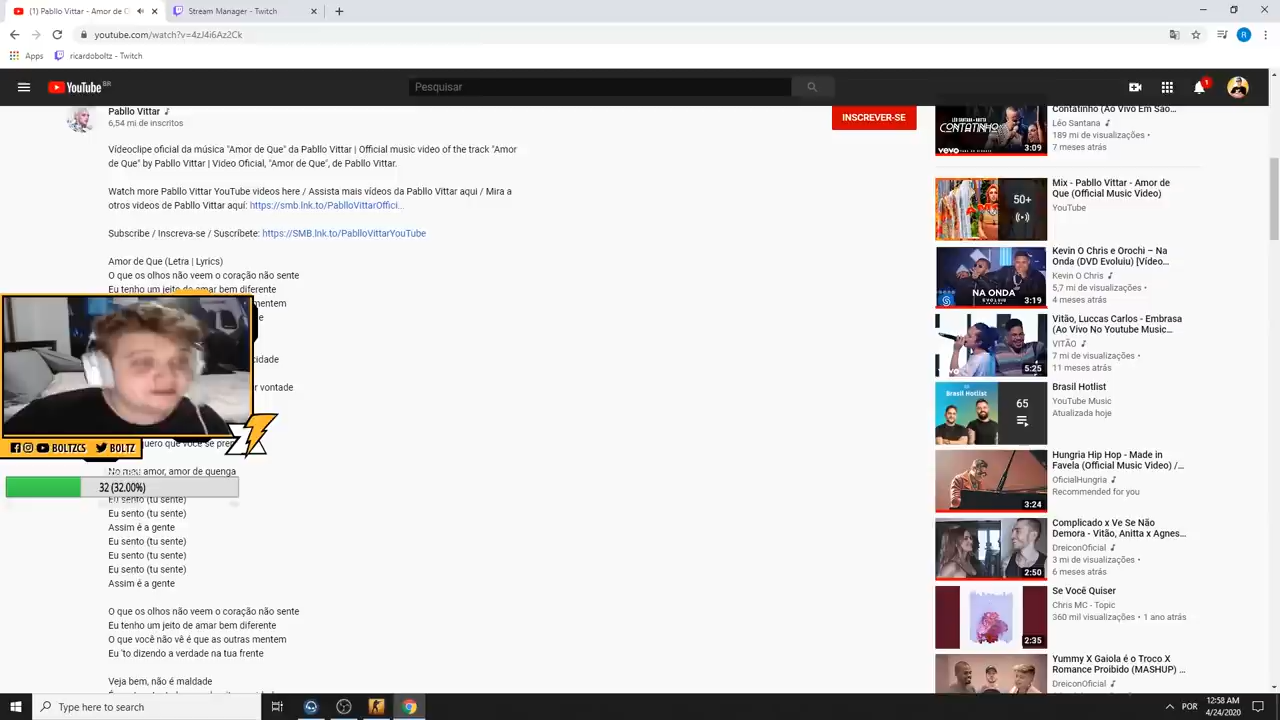 (1) Pabllo Vittar - Amor de Q
Stream Manager - Twitch
youtube.com/watch?v=4zJ4i6Az2Ck
Apps
ricardoboltz - Twitch
YouTube BR
Pesquisar
1
Pabllo Vittar
6,54 mi de inscritos
INSCREVER-SE
Vídeoclipe oficial da música "Amor de Que" da Pabllo Vittar | Official music video of the track "Amor
de Que" by Pabllo Vittar | Video Oficial, "Amor de Que", de Pabllo Vittar.
Watch more Pabllo Vittar YouTube videos here / Assista mais vídeos da Pabllo Vittar aqui / Mira a
otros videos de Pabllo Vittar aquí: https://smb.lnk.to/PablloVittarOffici...
Subscribe / Inscreva-se / Suscríbete: https://SMB.lnk.to/PablloVittarYouTube
Amor de Que (Letra | Lyrics)
O que os olhos não veem o coração não sente
Eu tenho um jeito de amar bem diferente
mentem
e
cidade
r vontade
quero que você se pren
No meu amor, amor de quenga
Eu sento (tu sente)
Eu sento (tu sente)
Assim é a gente
Eu sento (tu sente)
Eu sento (tu sente)
Eu sento (tu sente)
Assim é a gente
O que os olhos não veem o coração não sente
Eu tenho um jeito de amar bem diferente
O que você não vê é que as outras mentem
Eu 'to dizendo a verdade na tua frente
Veja bem, não é maldade
BOLTZCS
BOLTZ
32 (32.00%)
CONTATINHO
vevo
3:09
Contatinho (Ao Vivo Em São...
Léo Santana
189 mi de visualizações •
7 meses atrás
50+
Mix - Pabllo Vittar - Amor de
Que (Official Music Video)
YouTube
NA ONDA
EVOLUIU
3:19
Kevin O Chris e Orochi – Na
Onda (DVD Evoluiu) [Vídeo...
Kevin O Chris
5,7 mi de visualizações •
4 meses atrás
vevo
5:25
Vitão, Luccas Carlos - Embrasa
(Ao Vivo No Youtube Music...
VITÃO
7 mi de visualizações •
11 meses atrás
Brasil Hotlist
65
Brasil Hotlist
YouTube Music
Atualizada hoje
3:24
Hungria Hip Hop - Made in
Favela (Official Music Video) /...
OficialHungria
Recommended for you
2:50
Complicado x Ve Se Não
Demora - Vitão, Anitta x Agnes...
DreiconOficial
3 mi de visualizações •
6 meses atrás
2:35
Se Você Quiser
Chris MC - Topic
360 mil visualizações • 1 ano atrás
Yummy X Gaiola é o Troco X
Romance Proibido (MASHUP) ...
DreiconOficial
Type here to search
POR
12:58 AM
4/24/2020